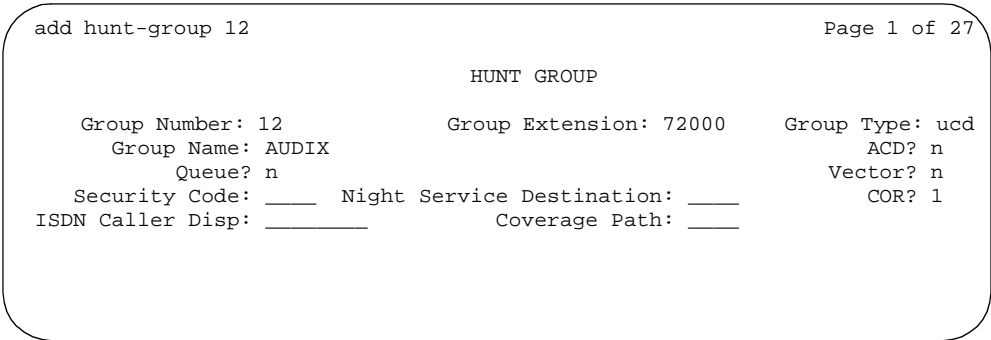 add hunt-group 12 Page 1 of 27
HUNT GROUP
Group Number: 12 Group Extension: 72000 Group Type: ucd
Group Name: AUDIX ACD? n
Queue? n Vector? n
Security Code: ____ Night Service Destination: ____ COR? 1
ISDN Caller Disp: ________ Coverage Path: ____